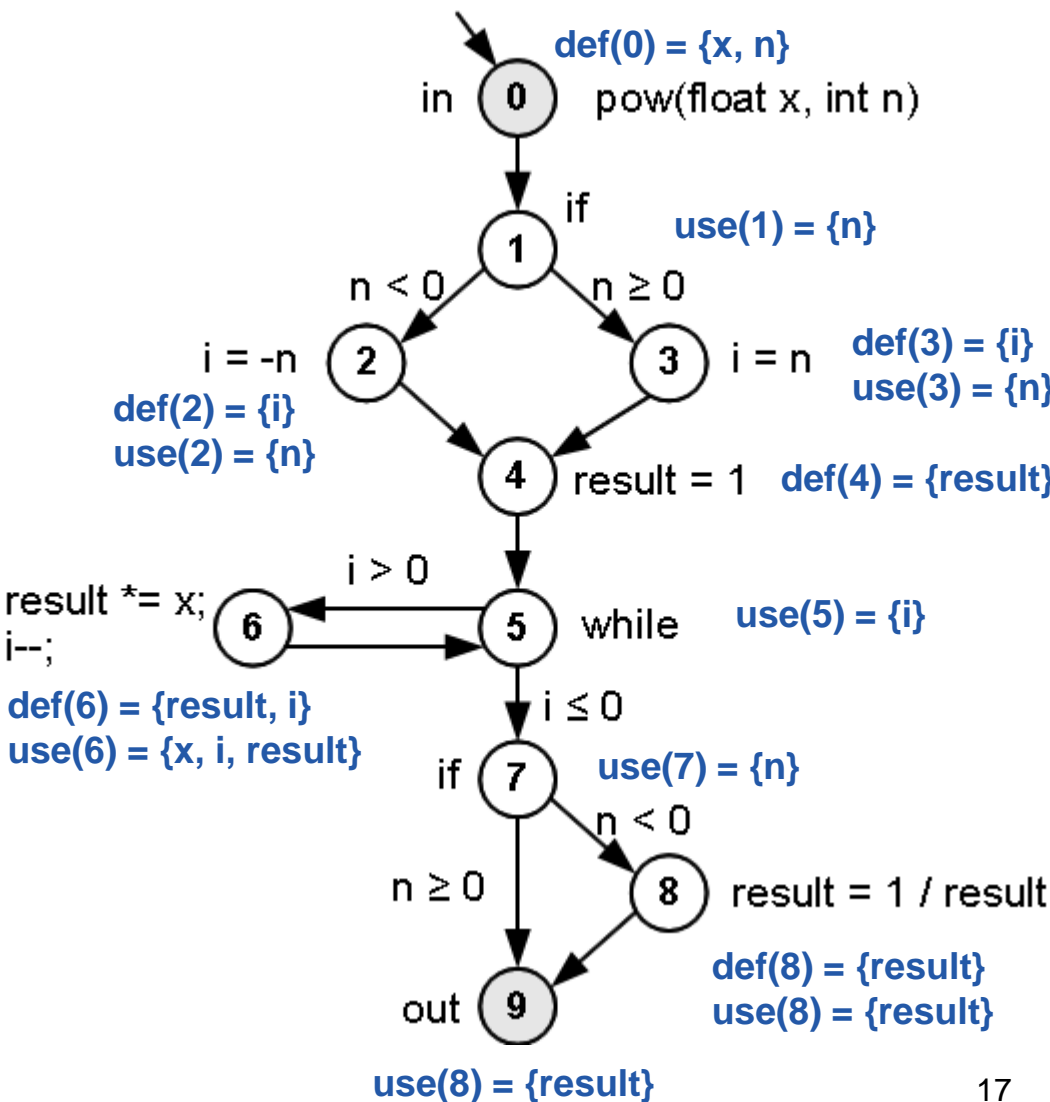 def(0) = {x, n}
in 0 pow(float x, int n)
if
use(1) = {n}
1
n < 0 n ≥ 0
i = -n 2 3 i = n
def(3) = {i}
use(3) = {n}
def(2) = {i}
use(2) = {n}
4 result = 1 def(4) = {result}
i > 0
result *= x;
i--;
6 5 while use(5) = {i}
def(6) = {result, i}
use(6) = {x, i, result}
i ≤ 0
if 7 use(7) = {n}
n < 0
n ≥ 0 8 result = 1 / result
def(8) = {result}
use(8) = {result}
out 9
use(8) = {result}
17